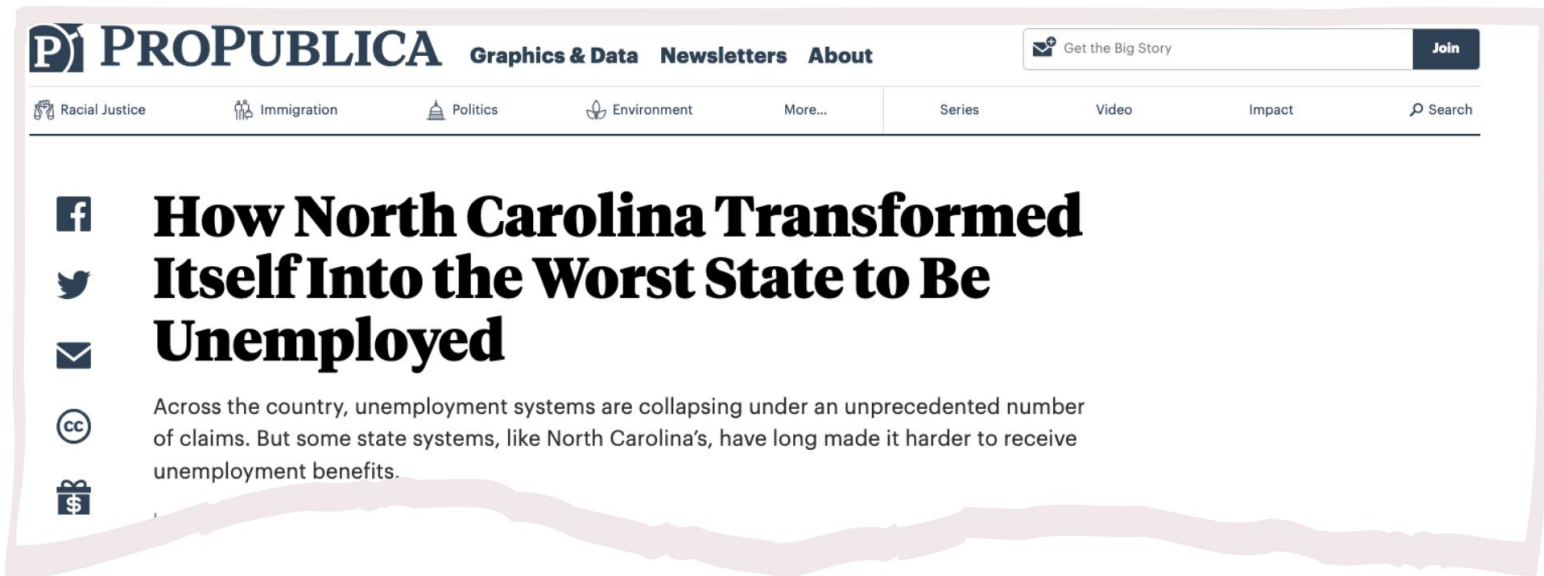 PROPUBLICA Graphics & Data Newsletters About Get the Big Story Join
Racial Justice Immigration Politics Environment More... Series Video Impact Search
How North Carolina Transformed
Itself Into the Worst State to Be
Unemployed
Across the country, unemployment systems are collapsing under an unprecedented number
of claims. But some state systems, like North Carolina’s, have long made it harder to receive
unemployment benefits.